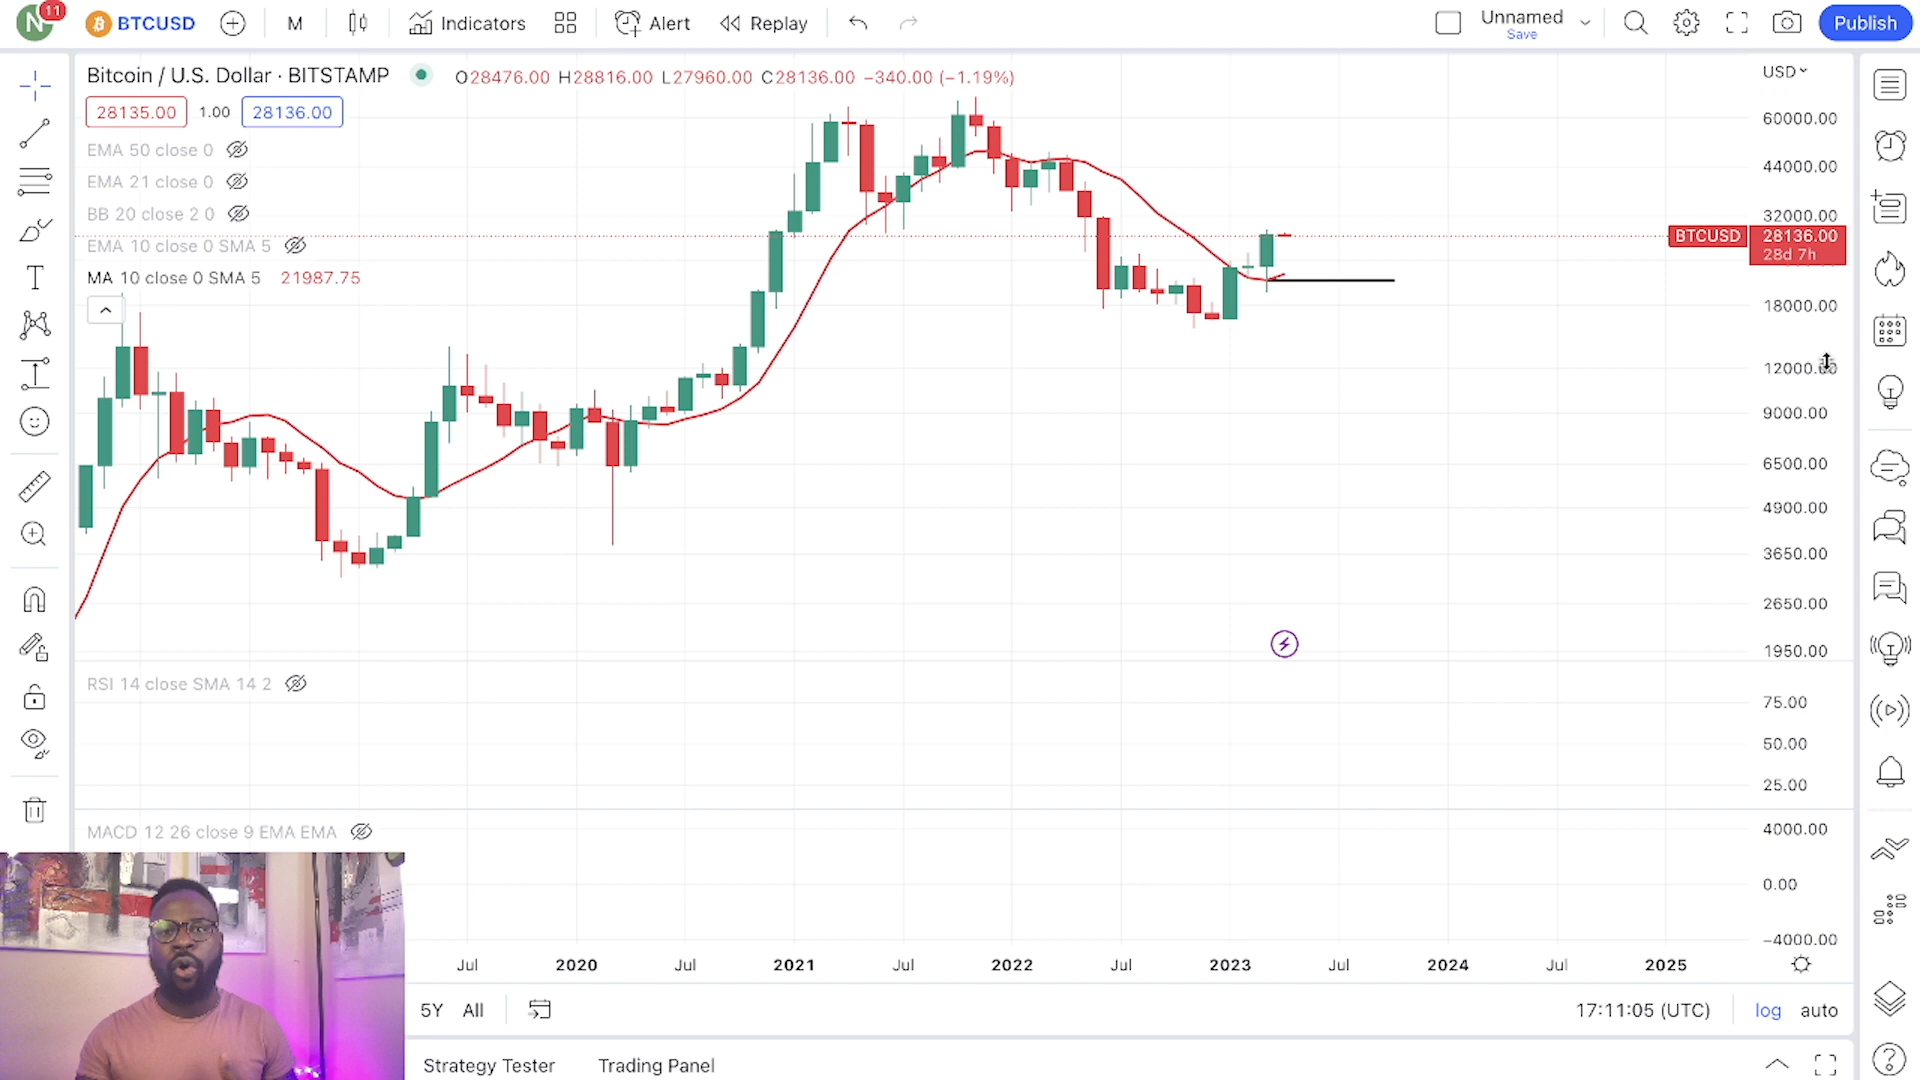 N 11 BTCUSD M Indicators Alert Replay Unnamed Save Publish
Bitcoin / U.S. Dollar · BITSTAMP O28476.00 H28816.00 L27960.00 C28136.00 −340.00 (−1.19%) USD
28135.00 1.00 28136.00
EMA 50 close 0
EMA 21 close 0
BB 20 close 2 0
EMA 10 close 0 SMA 5
MA 10 close 0 SMA 5 21987.75
60000.00
44000.00
32000.00
BTCUSD 28136.00
28d 7h
18000.00
12000.00
9000.00
6500.00
4900.00
3650.00
2650.00
1950.00
RSI 14 close SMA 14 2
75.00
50.00
25.00
MACD 12 26 close 9 EMA EMA
4000.00
0.00
−4000.00
Jul 2020 Jul 2021 Jul 2022 Jul 2023 Jul 2024 Jul 2025
5Y All 17:11:05 (UTC) log auto
Strategy Tester Trading Panel